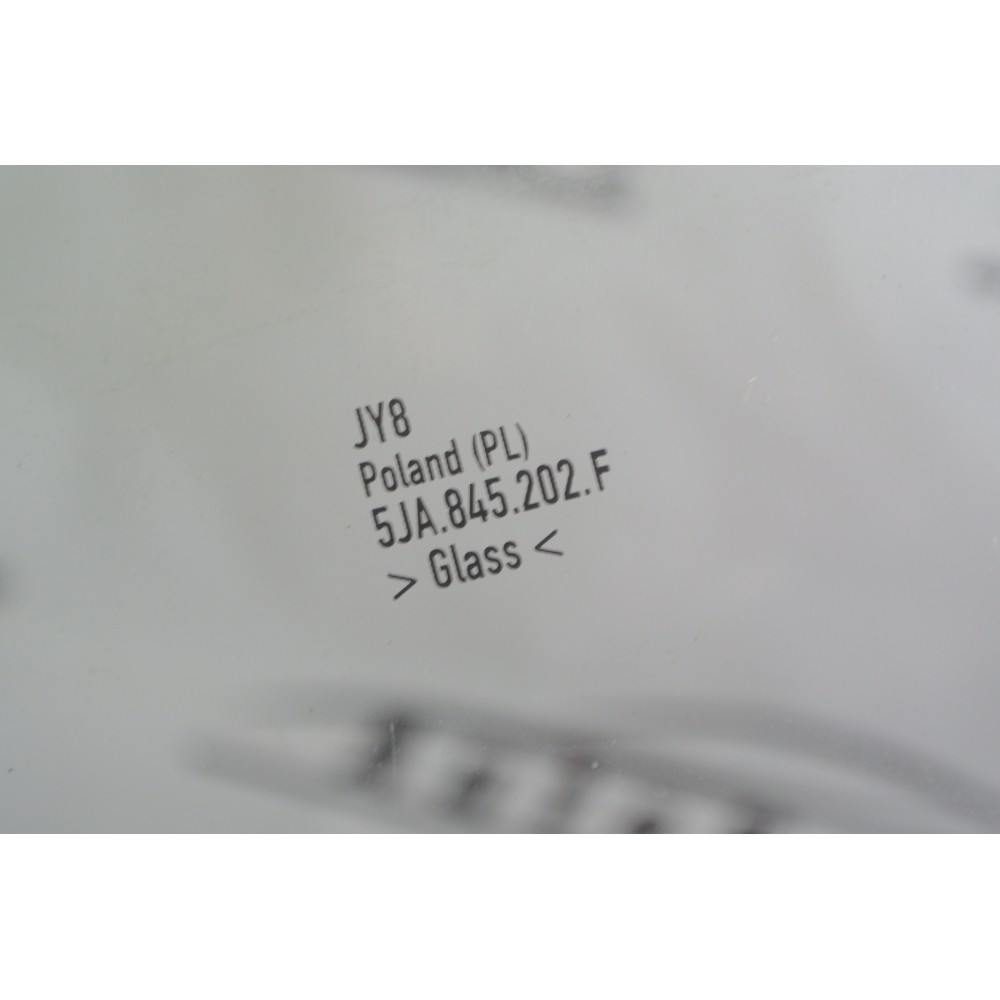 JY8
Poland (PL)
5JA.845.202.F
> Glass <